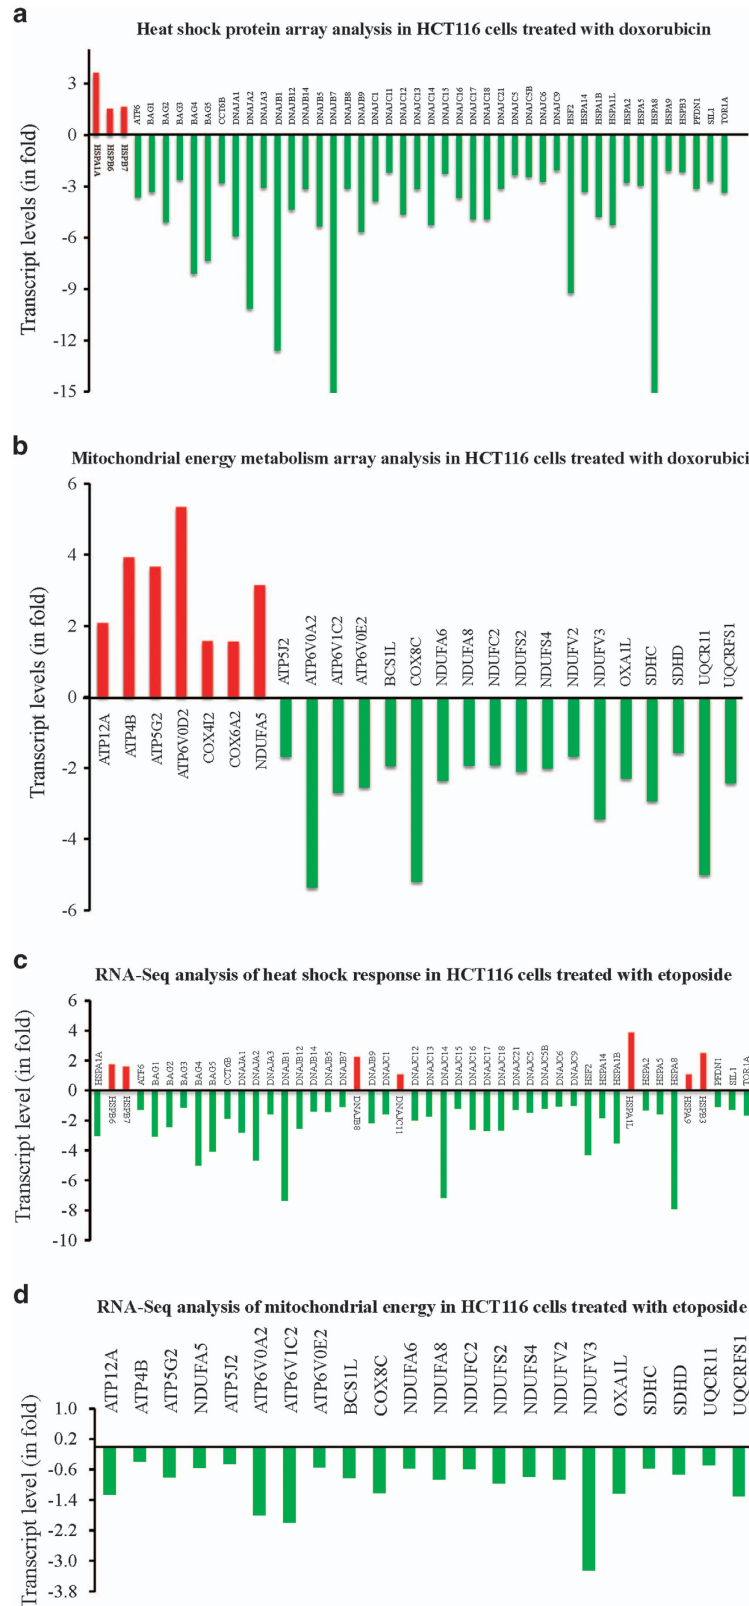 a
Heat shock protein array analysis in HCT116 cells treated with doxorubicin
Transcript levels (in fold)
3
0
-3
-6
-9
-12
-15
HSPA1A
HSPB6
HSPB7
ATF6
BAG1
BAG2
BAG3
BAG4
BAG5
CCT6B
DNAJA1
DNAJA2
DNAJA3
DNAJB1
DNAJB12
DNAJB14
DNAJB5
DNAJB7
DNAJB8
DNAJB9
DNAJC1
DNAJC11
DNAJC12
DNAJC13
DNAJC14
DNAJC15
DNAJC16
DNAJC17
DNAJC18
DNAJC21
DNAJC5
DNAJC5B
DNAJC6
DNAJC9
HSF2
HSPA14
HSPA1B
HSPA1L
HSPA2
HSPA5
HSPA8
HSPA9
HSPB3
PFDN1
SIL1
TOR1A
b
Mitochondrial energy metabolism array analysis in HCT116 cells treated with doxorubici
Transcript levels (in fold)
6
4
2
0
-2
-4
-6
ATP12A
ATP4B
ATP5G2
ATP6V0D2
COX4I2
COX6A2
NDUFA5
ATP5J2
ATP6V0A2
ATP6V1C2
ATP6V0E2
BCS1L
COX8C
NDUFA6
NDUFA8
NDUFC2
NDUFS2
NDUFS4
NDUFV2
NDUFV3
OXA1L
SDHC
SDHD
UQCR11
UQCRFS1
c
RNA-Seq analysis of heat shock response in HCT116 cells treated with etoposide
Transcript level (in fold)
6
4
2
0
-2
-4
-6
-8
-10
HSPA1A
HSPB6
HSPB7
ATF6
BAG1
BAG2
BAG3
BAG4
BAG5
CCT6B
DNAJA1
DNAJA2
DNAJA3
DNAJB1
DNAJB12
DNAJB14
DNAJB5
DNAJB7
DNAJB8
DNAJB9
DNAJC1
DNAJC11
DNAJC12
DNAJC13
DNAJC14
DNAJC15
DNAJC16
DNAJC17
DNAJC18
DNAJC21
DNAJC5
DNAJC5B
DNAJC6
DNAJC9
HSF2
HSPA14
HSPA1B
HSPA1L
HSPA2
HSPA5
HSPA8
HSPA9
HSPB3
PFDN1
SIL1
TOR1A
d
RNA-Seq analysis of mitochondrial energy in HCT116 cells treated with etoposide
Transcript level (in fold)
1.0
0.2
-0.6
-1.4
-2.2
-3.0
-3.8
ATP12A
ATP4B
ATP5G2
NDUFA5
ATP5J2
ATP6V0A2
ATP6V1C2
ATP6V0E2
BCS1L
COX8C
NDUFA6
NDUFA8
NDUFC2
NDUFS2
NDUFS4
NDUFV2
NDUFV3
OXA1L
SDHC
SDHD
UQCR11
UQCRFS1